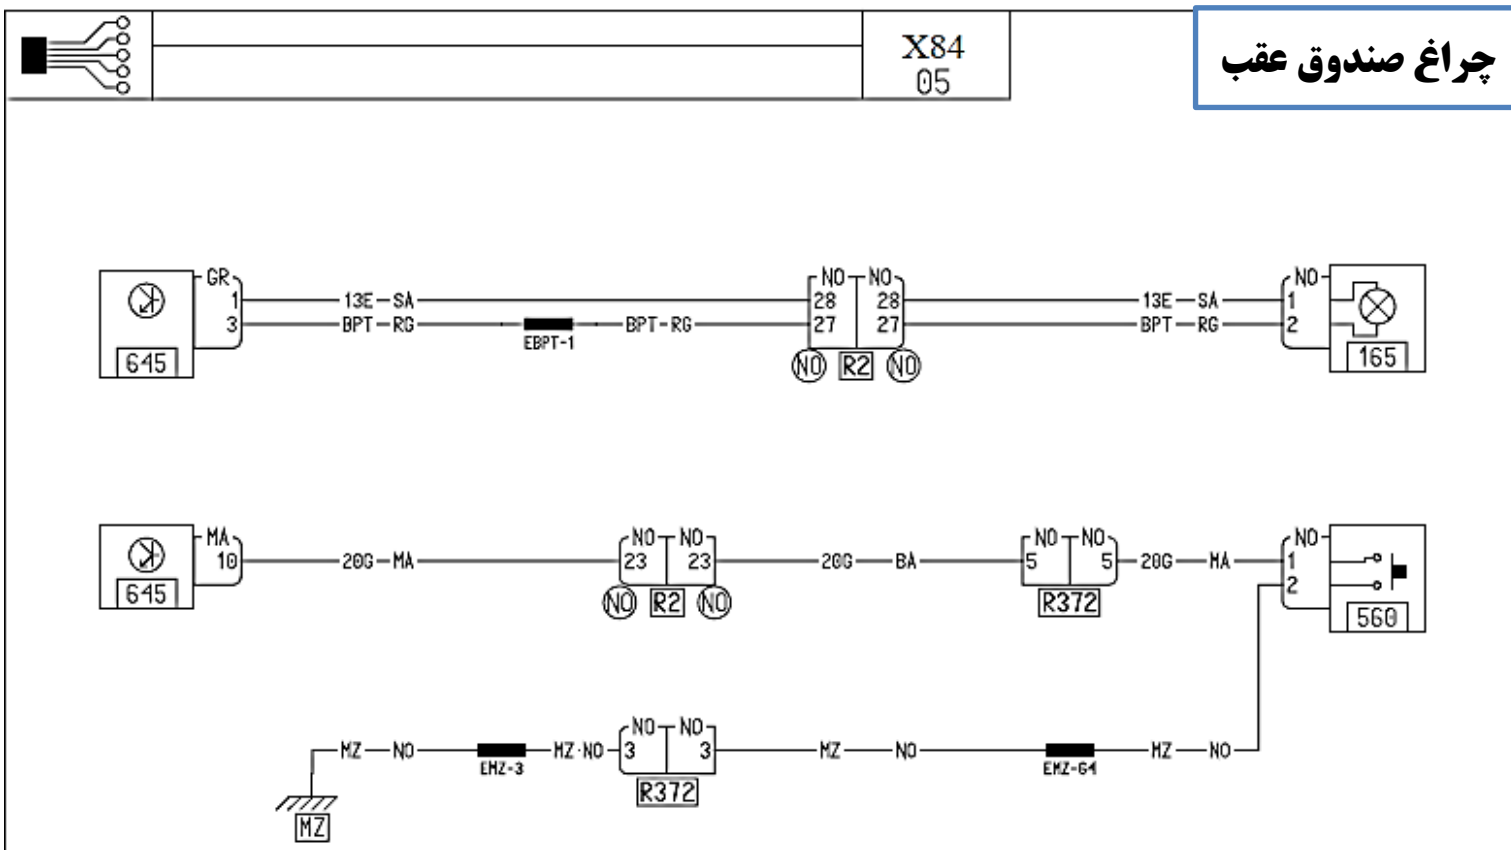 X84
05
چراغ صندوق عقب
GR
1 13E SA
3 BPT RG EBPT-1 BPT RG
645
NO NO
28 28
27 27
NO R2 NO
13E SA
BPT RG
NO
1
2
165
MA
10 20G MA
645
NO NO
23 23
NO R2 NO
20G BA
NO NO
5 5
R372
20G MA
NO
1
2
560
MZ NO EMZ-3 MZ NO
NO NO
3 3
R372
MZ NO EMZ-64 MZ NO
MZ